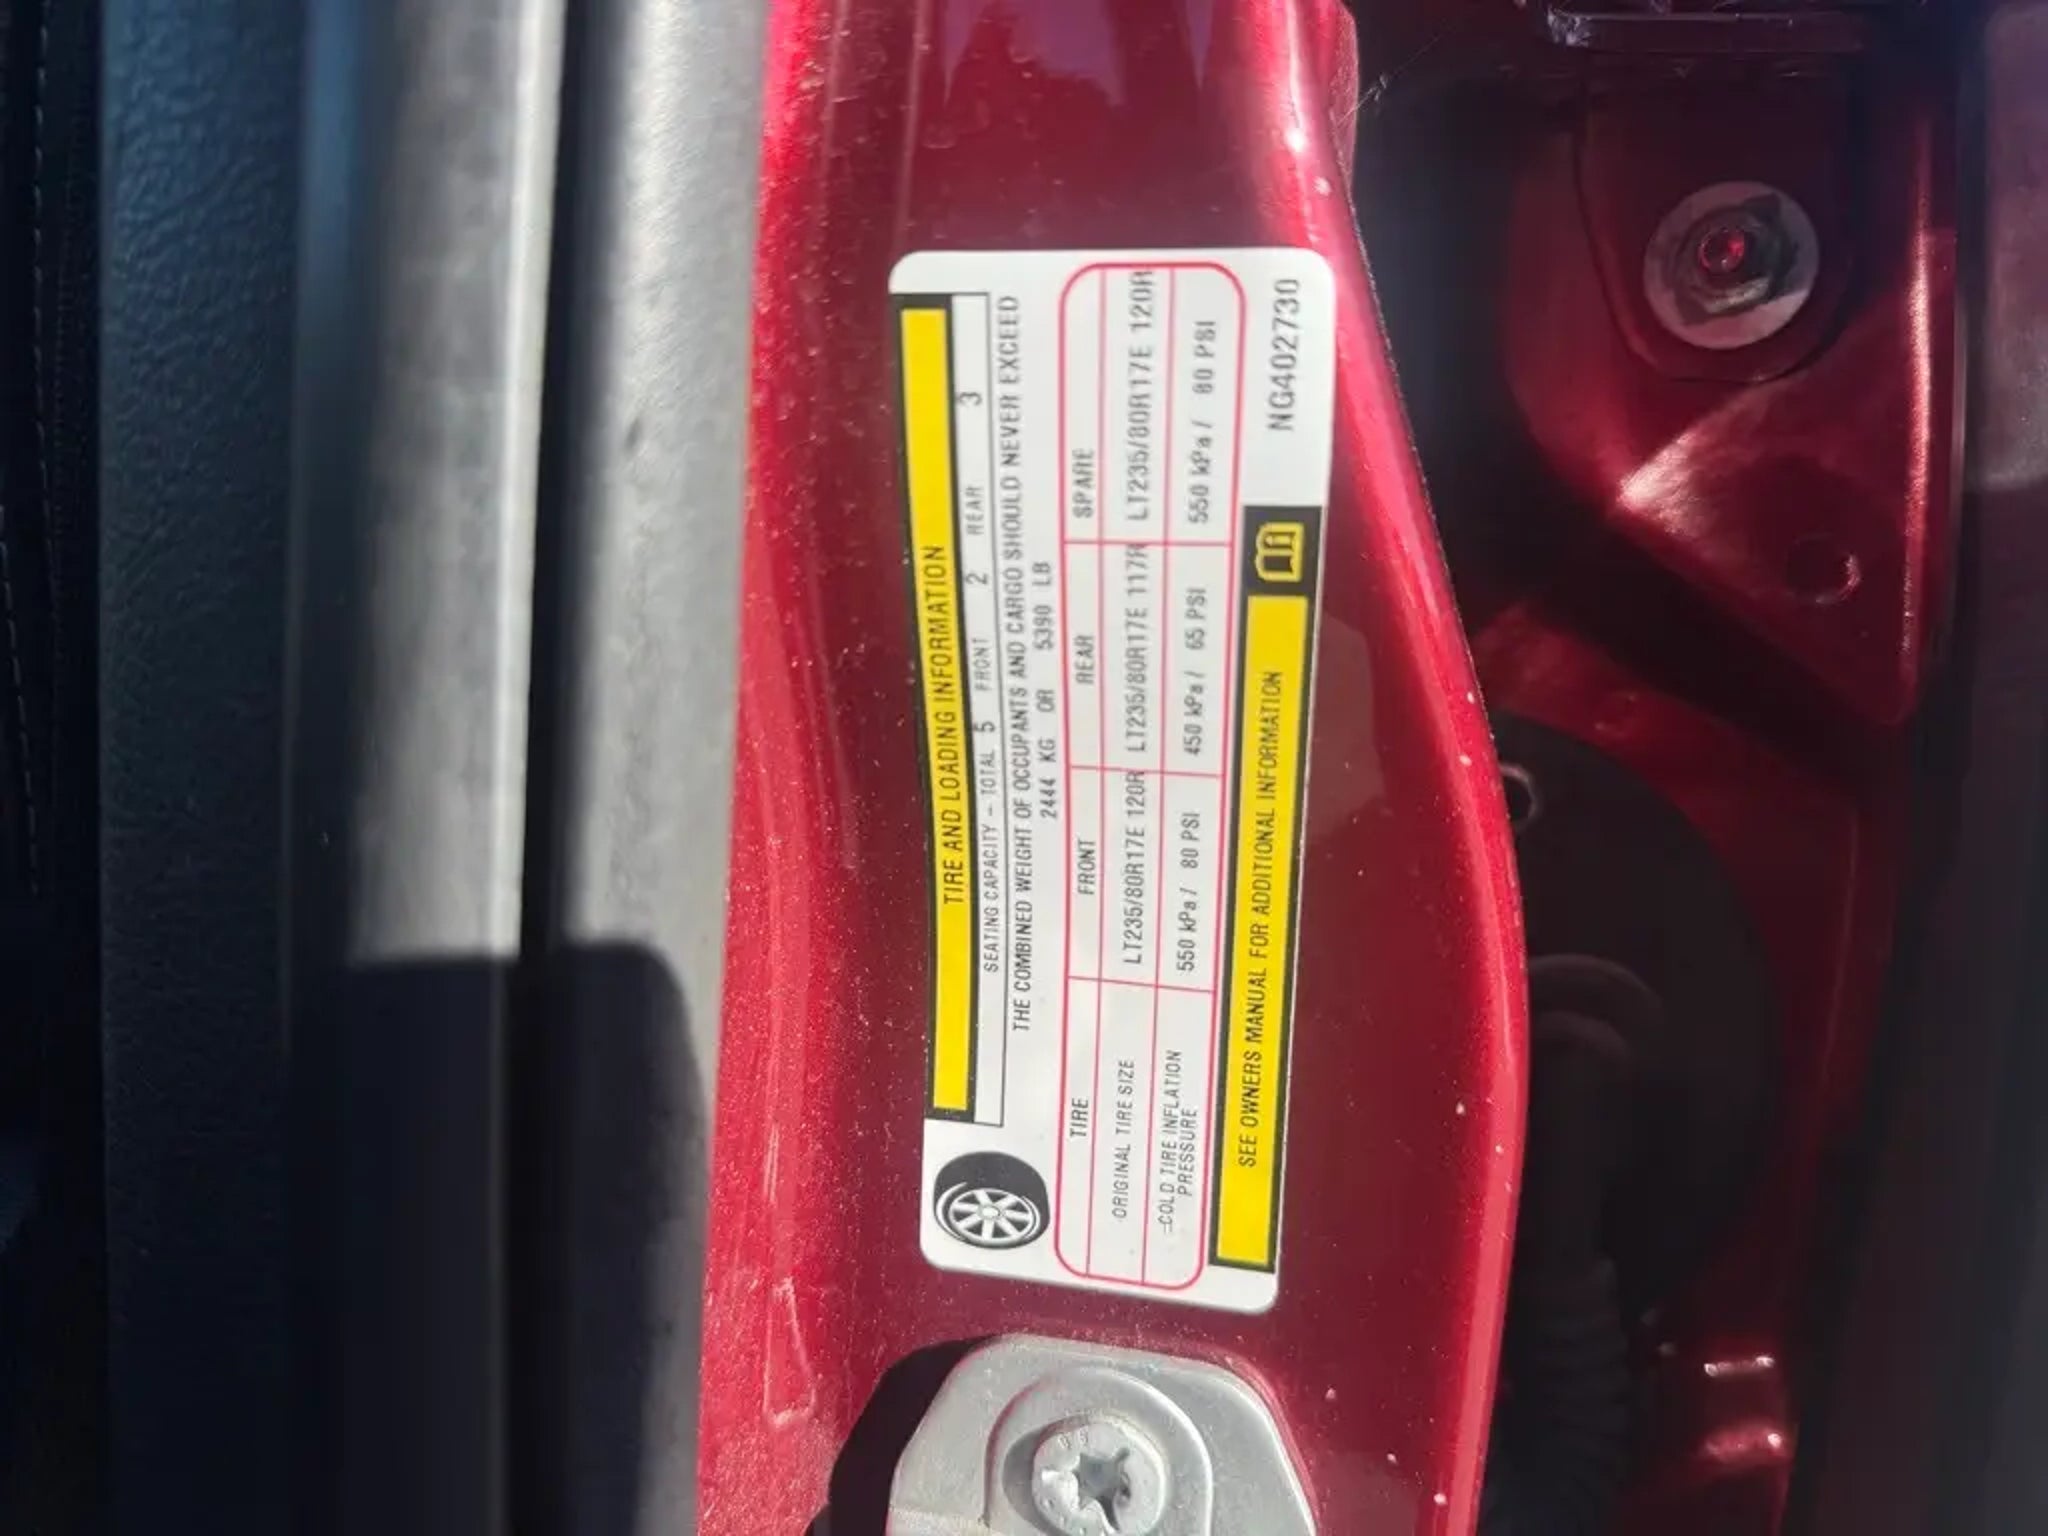 TIRE AND LOADING INFORMATION
SEATING CAPACITY - TOTAL 5 FRONT 2 REAR 3
THE COMBINED WEIGHT OF OCCUPANTS AND CARGO SHOULD NEVER EXCEED
2444 KG OR 5390 LB
TIRE FRONT REAR SPARE
ORIGINAL TIRE SIZE LT235/80R17E 120R LT235/80R17E 117R LT235/80R17E 120R
COLD TIRE INFLATION
PRESSURE 550 kPa / 80 PSI 450 kPa / 65 PSI 550 kPa / 80 PSI
SEE OWNERS MANUAL FOR ADDITIONAL INFORMATION
NG402730